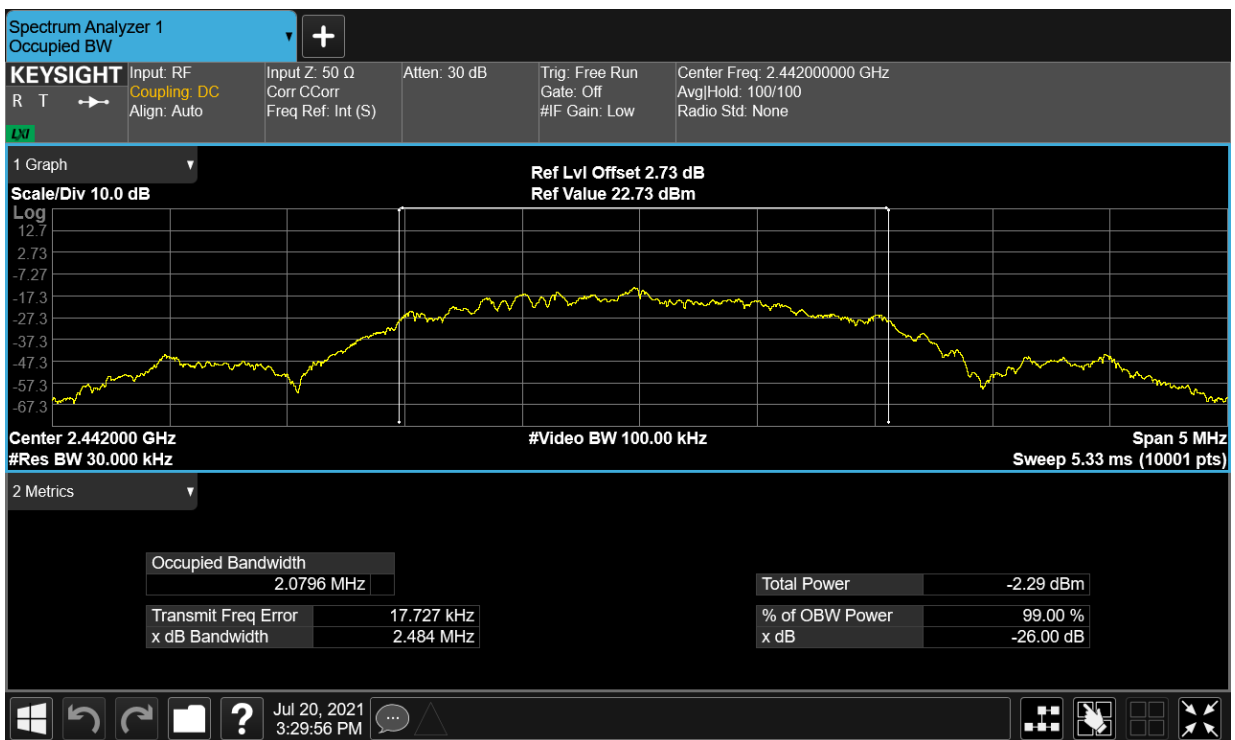 Spectrum Analyzer 1
Occupied BW
+
KEYSIGHT
R T
LXI
Input: RF
Coupling: DC
Align: Auto
Input Z: 50 Ω
Corr CCorr
Freq Ref: Int (S)
Atten: 30 dB
Trig: Free Run
Gate: Off
#IF Gain: Low
Center Freq: 2.442000000 GHz
Avg|Hold: 100/100
Radio Std: None
1 Graph
Scale/Div 10.0 dB
Ref Lvl Offset 2.73 dB
Ref Value 22.73 dBm
Log
12.7
2.73
-7.27
-17.3
-27.3
-37.3
-47.3
-57.3
-67.3
Center 2.442000 GHz
#Res BW 30.000 kHz
#Video BW 100.00 kHz
Span 5 MHz
Sweep 5.33 ms (10001 pts)
2 Metrics
Occupied Bandwidth
2.0796 MHz
Transmit Freq Error 17.727 kHz
x dB Bandwidth 2.484 MHz
Total Power -2.29 dBm
% of OBW Power 99.00 %
x dB -26.00 dB
?
Jul 20, 2021
3:29:56 PM